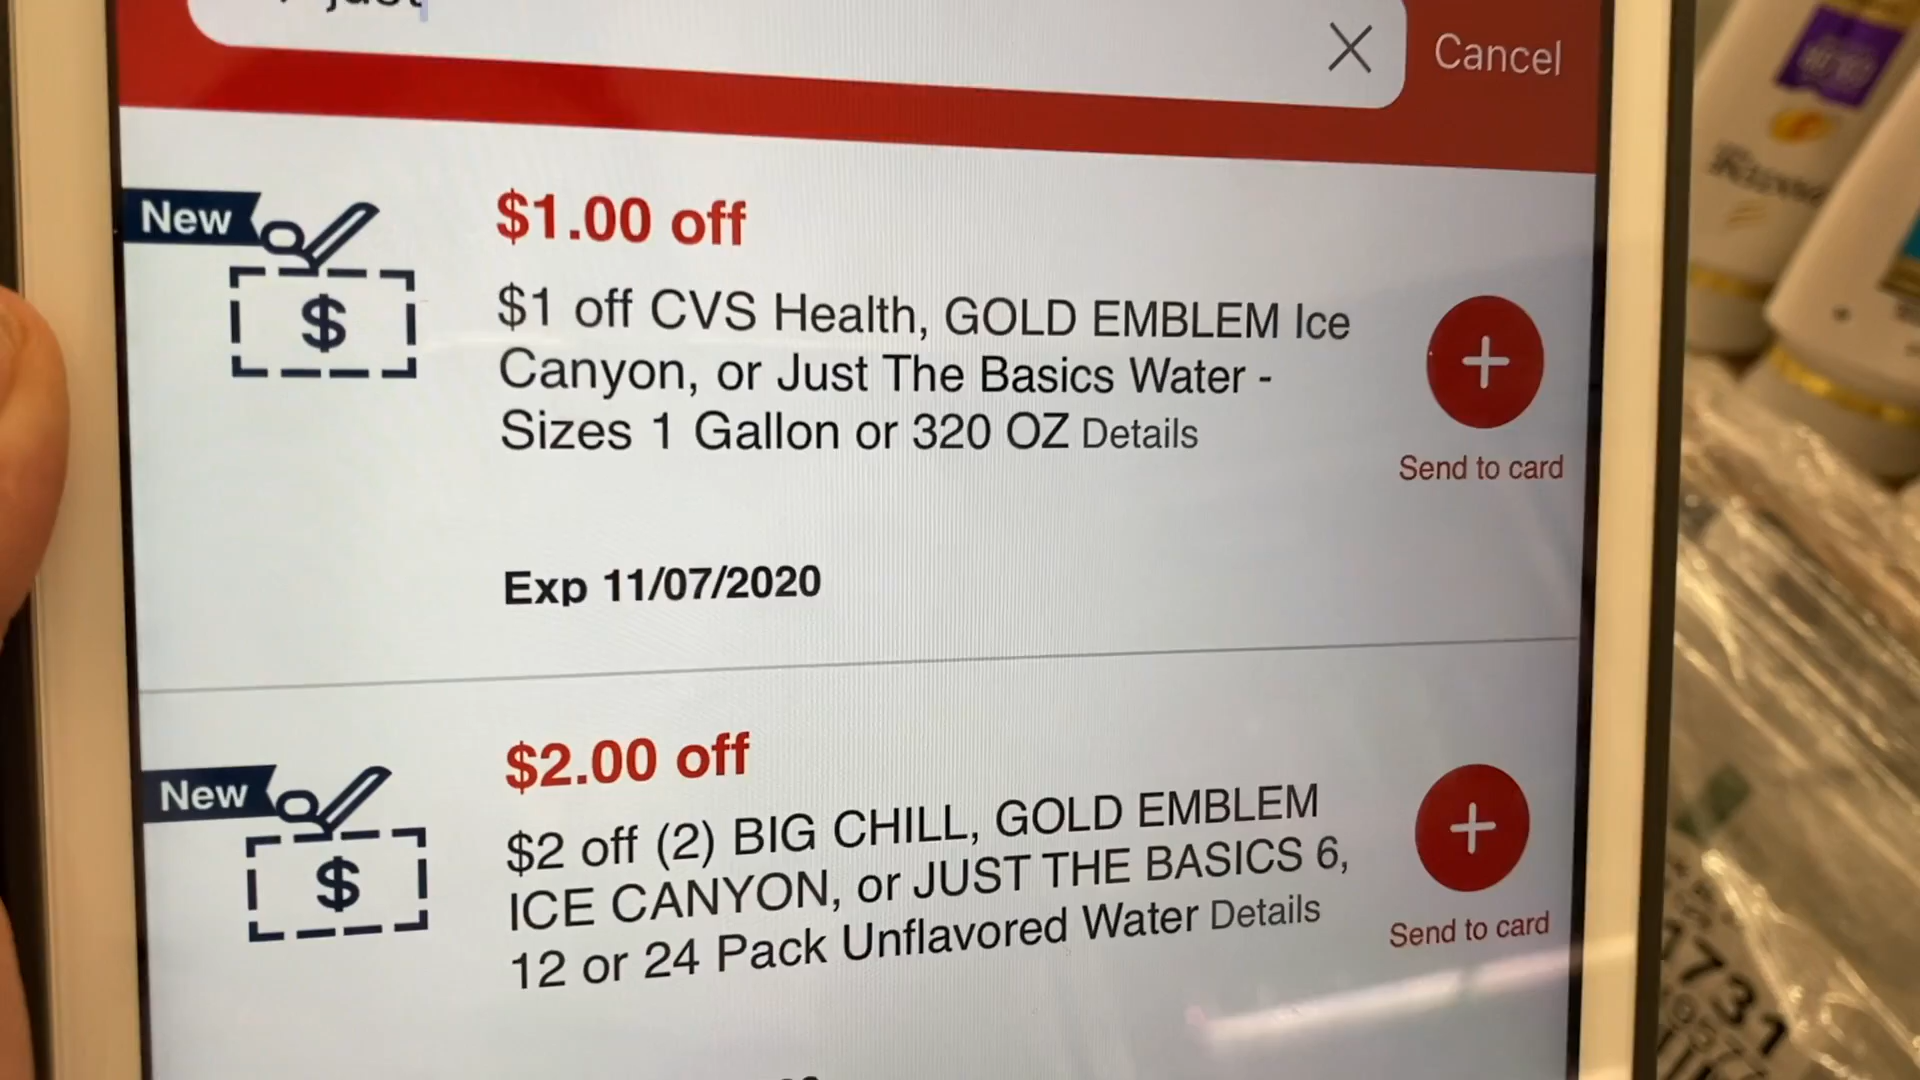 just
Cancel
New
$1.00 off
$
$1 off CVS Health, GOLD EMBLEM Ice
Canyon, or Just The Basics Water -
Sizes 1 Gallon or 320 OZ Details
Send to card
Exp 11/07/2020
New
$2.00 off
$
$2 off (2) BIG CHILL, GOLD EMBLEM
ICE CANYON, or JUST THE BASICS 6,
12 or 24 Pack Unflavored Water Details
Send to card
1731